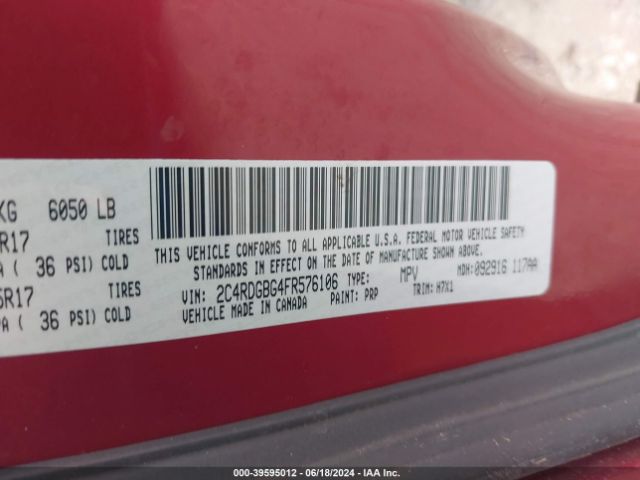 KG 6050 LB
R17 TIRES
A ( 36 PSI) COLD
5R17 TIRES
PA ( 36 PSI) COLD
THIS VEHICLE CONFORMS TO ALL APPLICABLE U.S.A. FEDERAL MOTOR VEHICLE SAFETY
STANDARDS IN EFFECT ON THE DATE OF MANUFACTURE SHOWN ABOVE.
VIN: 2C4RDGBG4FR576106 TYPE: MPV MDH:092916 117AA
VEHICLE MADE IN CANADA PAINT: PRP TRIM: H7X1
000-39595012 - 06/18/2024 - IAA Inc.